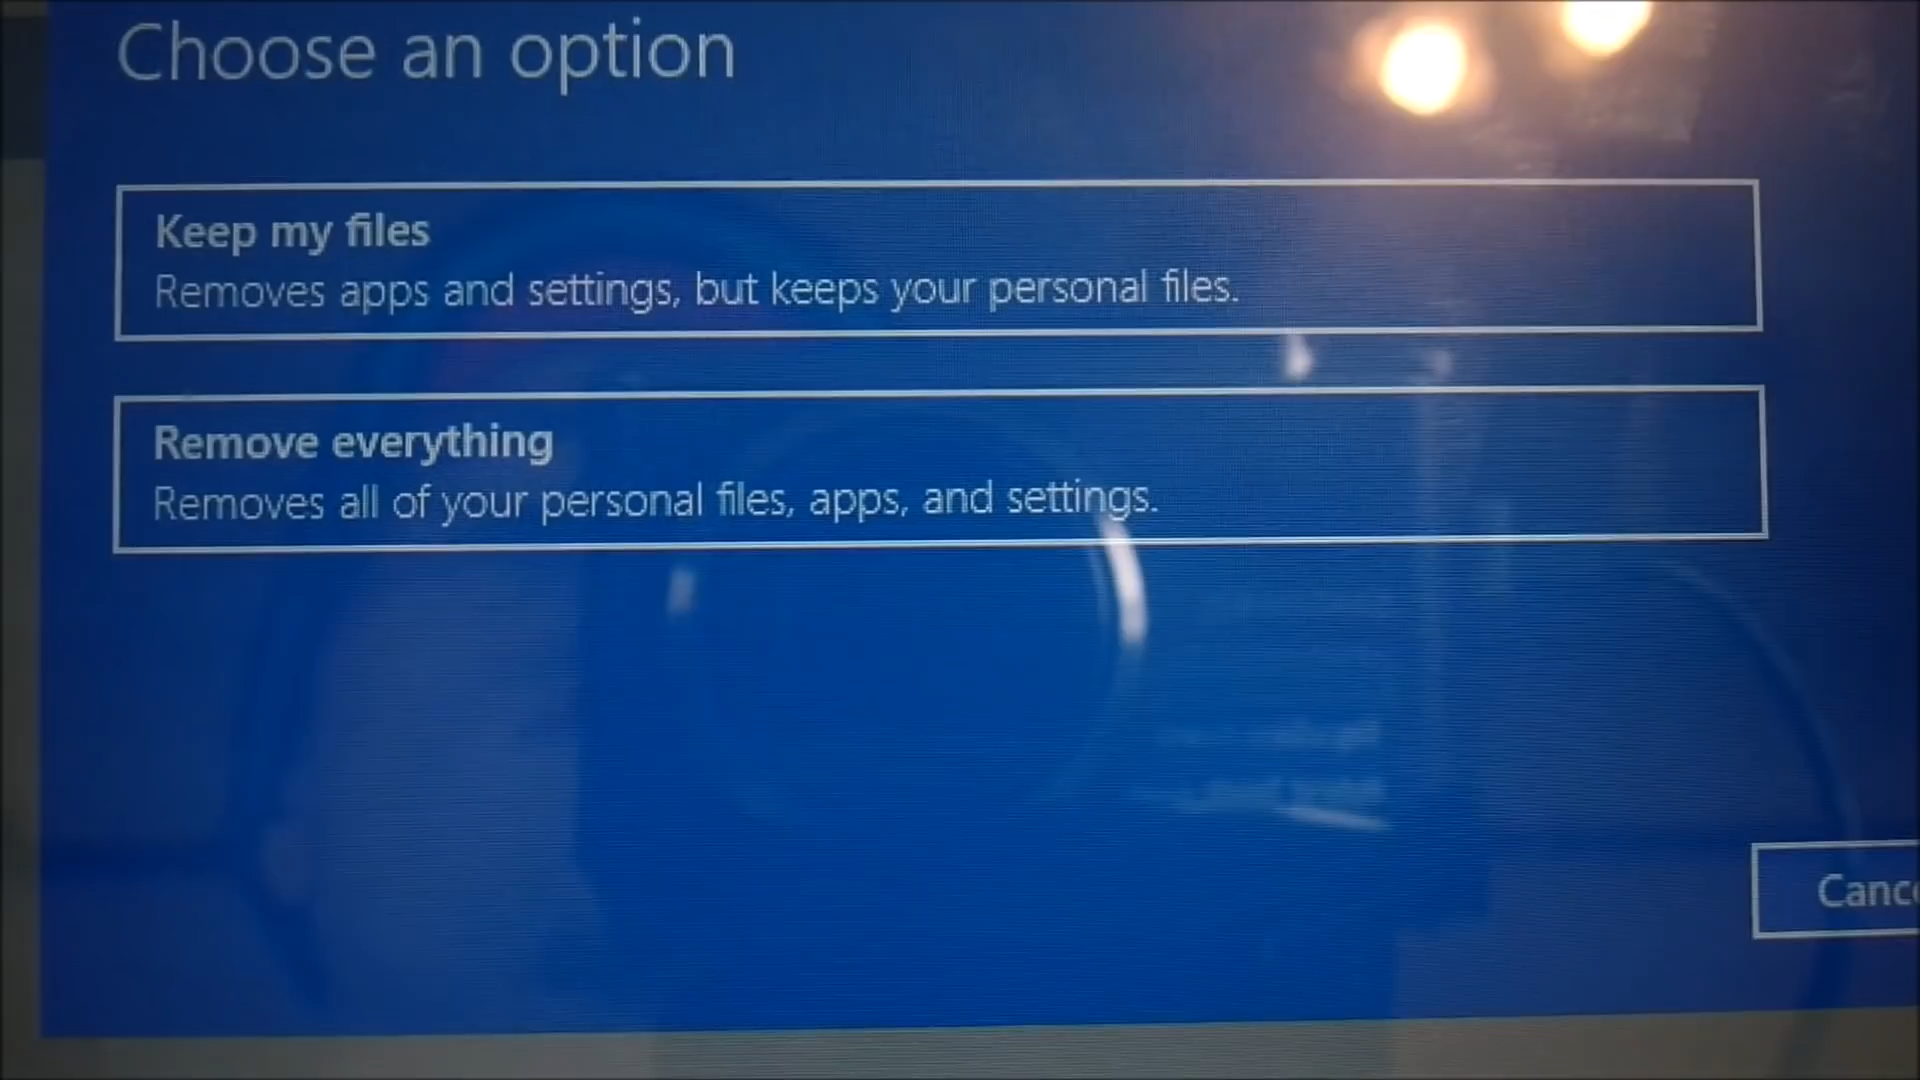 Choose an option
Keep my files
Removes apps and settings, but keeps your personal files.
Remove everything
Removes all of your personal files, apps, and settings.